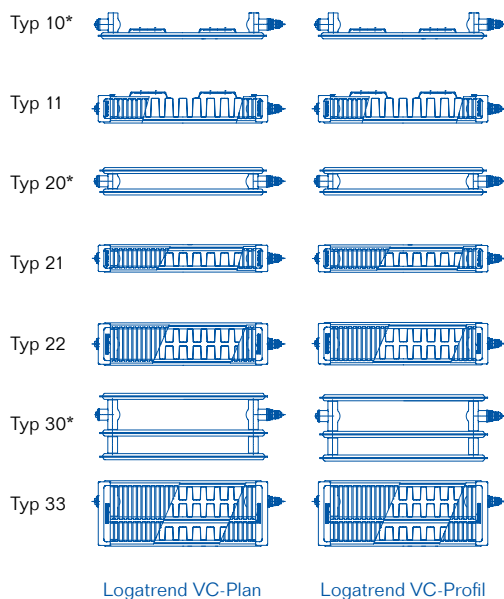 Typ 10*
Typ 11
Typ 20*
Typ 21
Typ 22
Typ 30*
Typ 33
Logatrend VC-Plan Logatrend VC-Profil